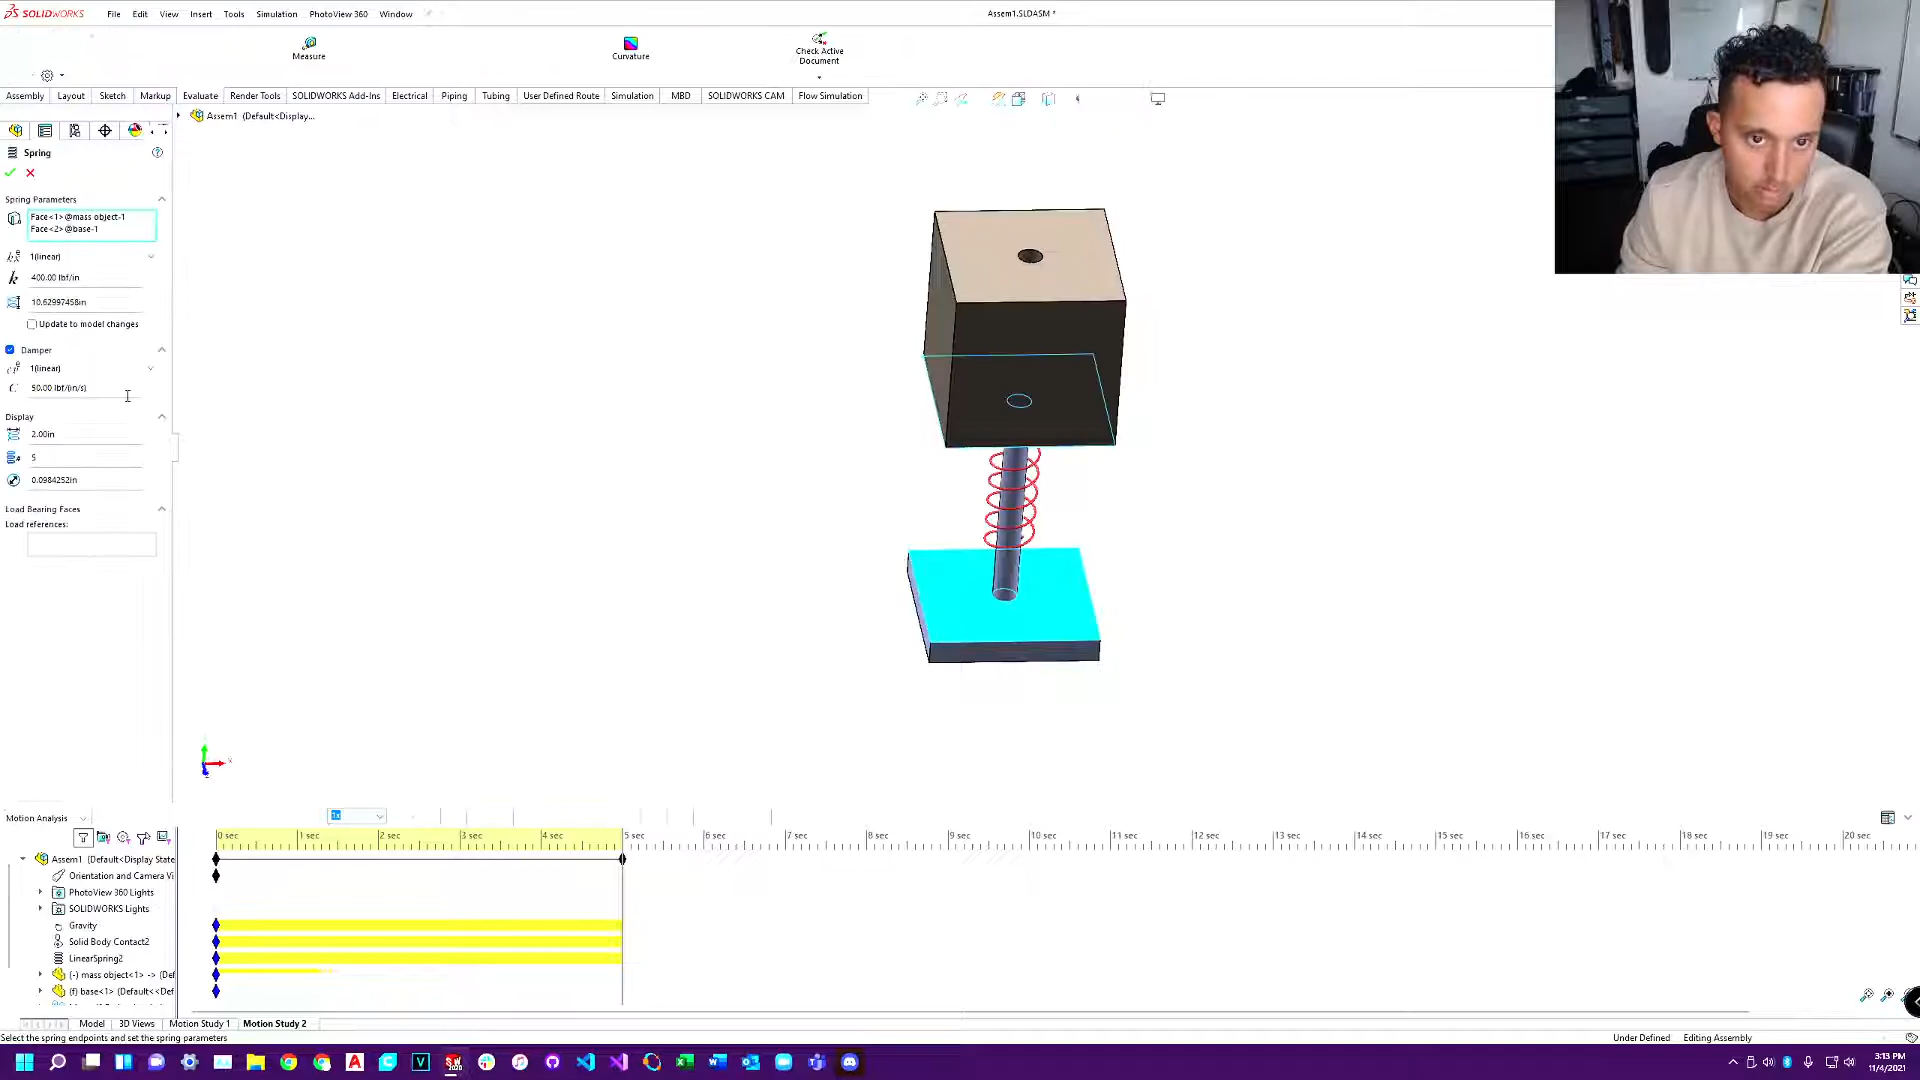 SOLIDWORKS File Edit View Insert Tools Simulation PhotoView 360 Window Assem1.SLDASM *
Measure Curvature Check Active
Document
Assembly Layout Sketch Markup Evaluate Render Tools SOLIDWORKS Add-Ins Electrical Piping Tubing User Defined Route Simulation MBD SOLIDWORKS CAM Flow Simulation
Assem1 (Default<Display...
Spring
Spring Parameters
Face<1>@mass object-1
Face<2>@base-1
1(linear)
k 400.00 lbf/in
10.62997458in
Update to model changes
Damper
1(linear)
C 50.00 lbf/(in/s)
Display
2.00in
5
0.0984252in
Load Bearing Faces
Load references:
Motion Analysis 1x
0 sec 1 sec 2 sec 3 sec 4 sec 5 sec 6 sec 7 sec 8 sec 9 sec 10 sec 11 sec 12 sec 13 sec 14 sec 15 sec 16 sec 17 sec 18 sec 19 sec 20 sec
Assem1 (Default<Display State
Orientation and Camera Vi
PhotoView 360 Lights
SOLIDWORKS Lights
Gravity
Solid Body Contact2
LinearSpring2
(-) mass object<1> -> (Def
(f) base<1> (Default<<Def
Model 3D Views Motion Study 1 Motion Study 2
Select the spring endpoints and set the spring parameters Under Defined Editing Assembly
3:13 PM
11/4/2021